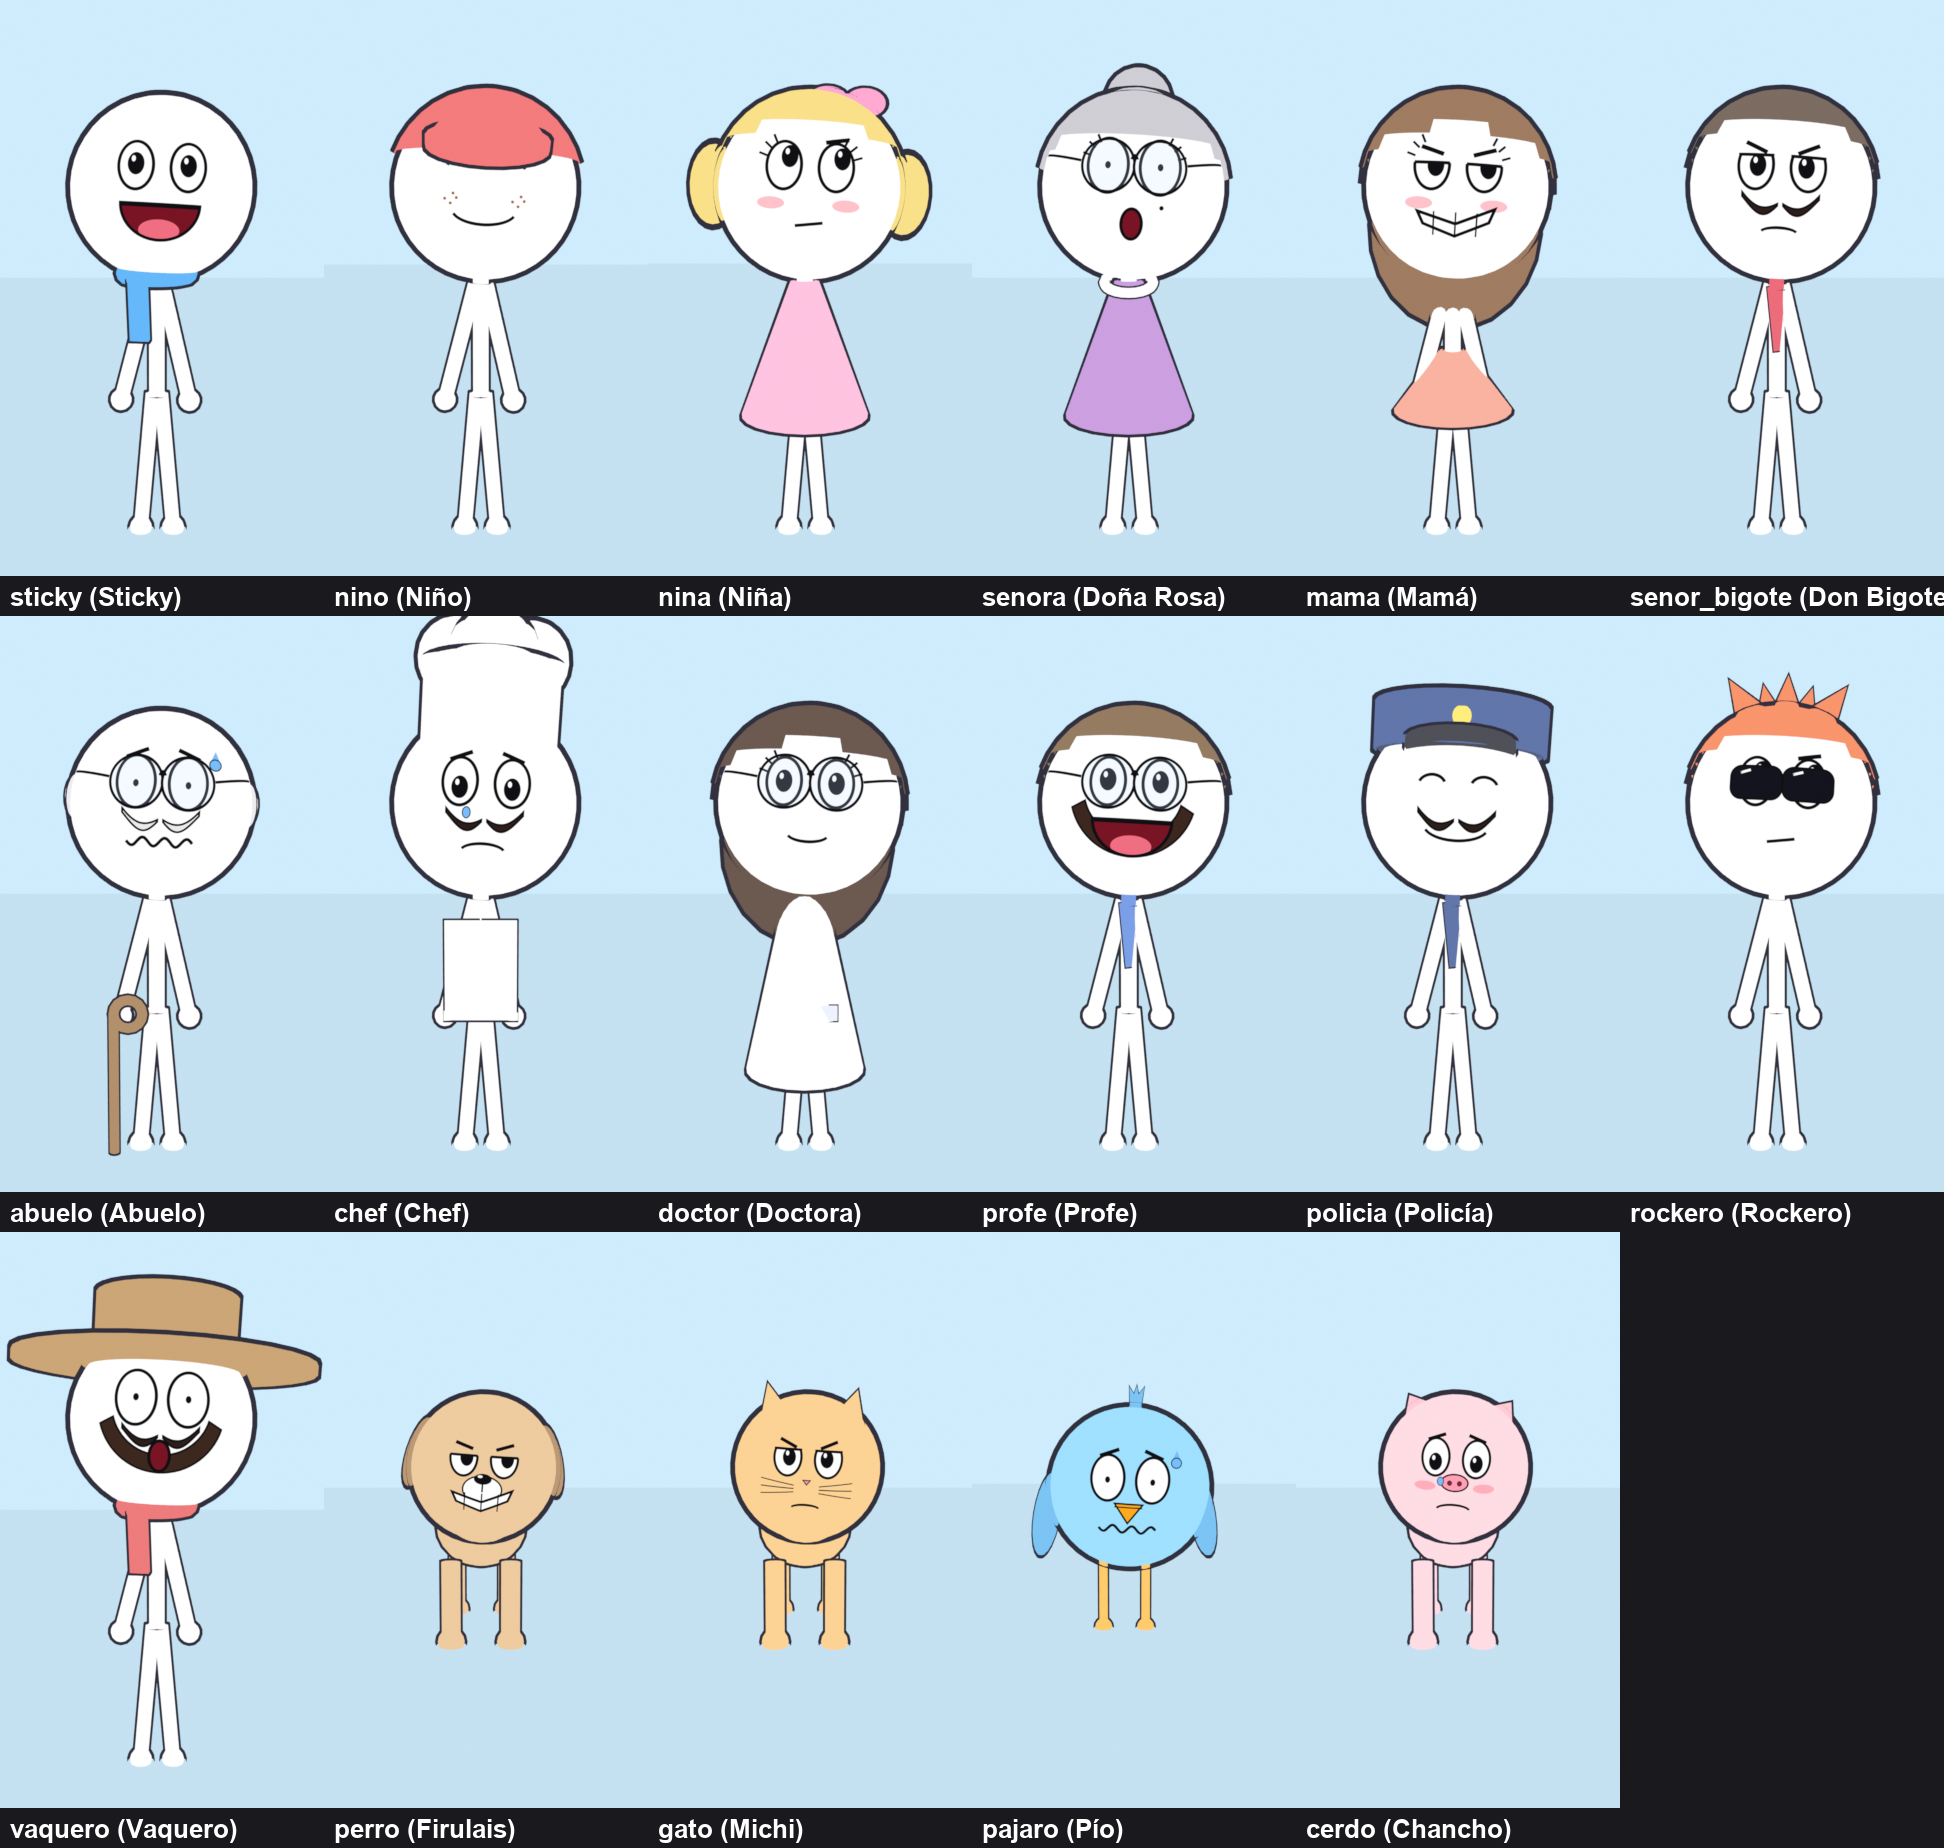 sticky (Sticky)
nino (Niño)
nina (Niña)
senora (Doña Rosa)
mama (Mamá)
senor_bigote (Don Bigote
abuelo (Abuelo)
chef (Chef)
doctor (Doctora)
profe (Profe)
policia (Policía)
rockero (Rockero)
vaquero (Vaquero)
perro (Firulais)
gato (Michi)
pajaro (Pío)
cerdo (Chancho)